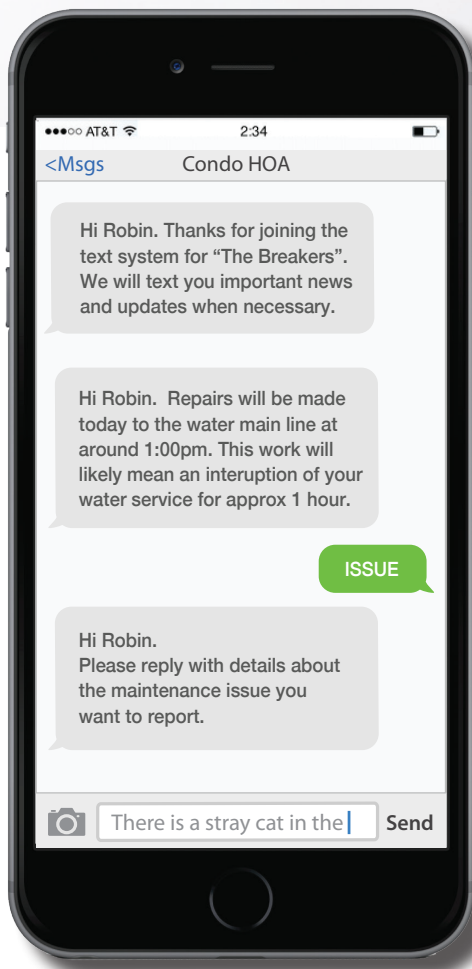 AT&T 2:34
<Msgs Condo HOA
Hi Robin. Thanks for joining the
text system for “The Breakers”.
We will text you important news
and updates when necessary.
Hi Robin.  Repairs will be made
today to the water main line at
around 1:00pm. This work will
likely mean an interuption of your
water service for approx 1 hour.
ISSUE
Hi Robin.
Please reply with details about
the maintenance issue you
want to report.
There is a stray cat in the Send